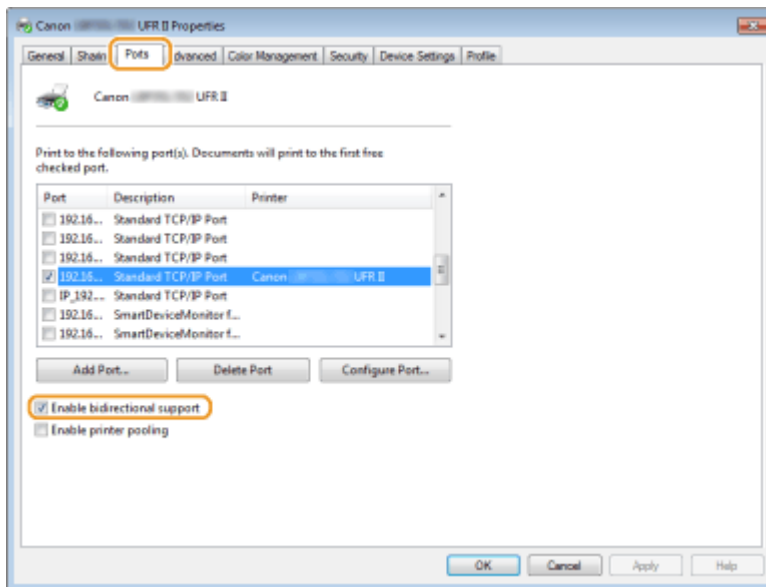 Canon UFR II Properties
General Sharin Ports dvanced Color Management Security Device Settings Profile
Canon UFR II
Print to the following port(s). Documents will print to the first free
checked port.
Port Description Printer
192.16... Standard TCP/IP Port
192.16... Standard TCP/IP Port
192.16... Standard TCP/IP Port
192.16... Standard TCP/IP Port Canon UFR II
IP_192.... Standard TCP/IP Port
192.16... SmartDeviceMonitor f...
192.16... SmartDeviceMonitor f...
Add Port... Delete Port Configure Port...
Enable bidirectional support
Enable printer pooling
OK Cancel Apply Help